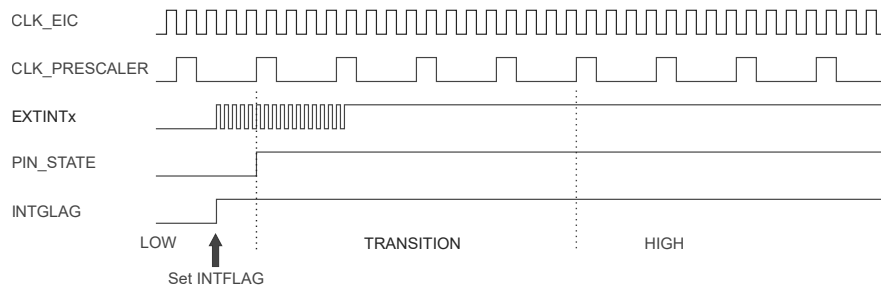 CLK_EIC
CLK_PRESCALER
EXTINTx
PIN_STATE
INTGLAG
LOW TRANSITION HIGH
Set INTFLAG